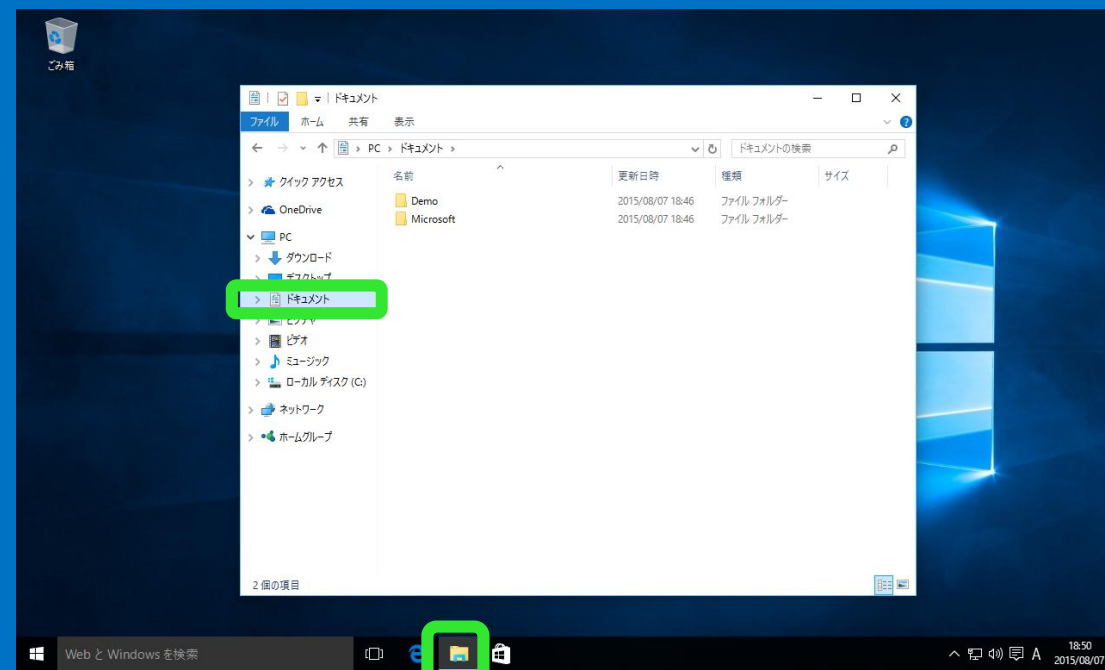 ごみ箱
ドキュメント
ファイル ホーム 共有 表示
PC › ドキュメント ›
ドキュメントの検索
名前 更新日時 種類 サイズ
Demo 2015/08/07 18:46 ファイル フォルダー
Microsoft 2015/08/07 18:46 ファイル フォルダー
クイック アクセス
OneDrive
PC
ダウンロード
デスクトップ
ドキュメント
ピクチャ
ビデオ
ミュージック
ローカル ディスク (C:)
ネットワーク
ホームグループ
2 個の項目
Web と Windows を検索
A
18:50
2015/08/07